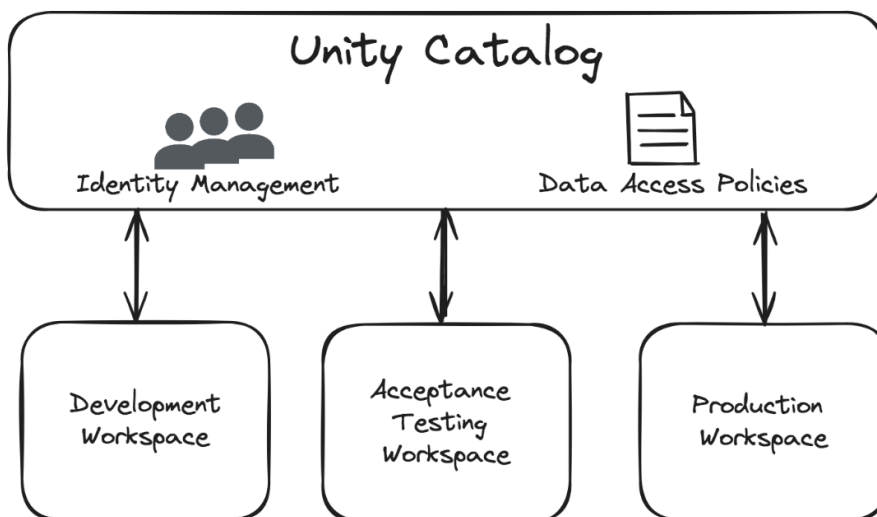 Unity Catalog
Identity Management
Data Access Policies
Development
Workspace
Acceptance
Testing
Workspace
Production
Workspace